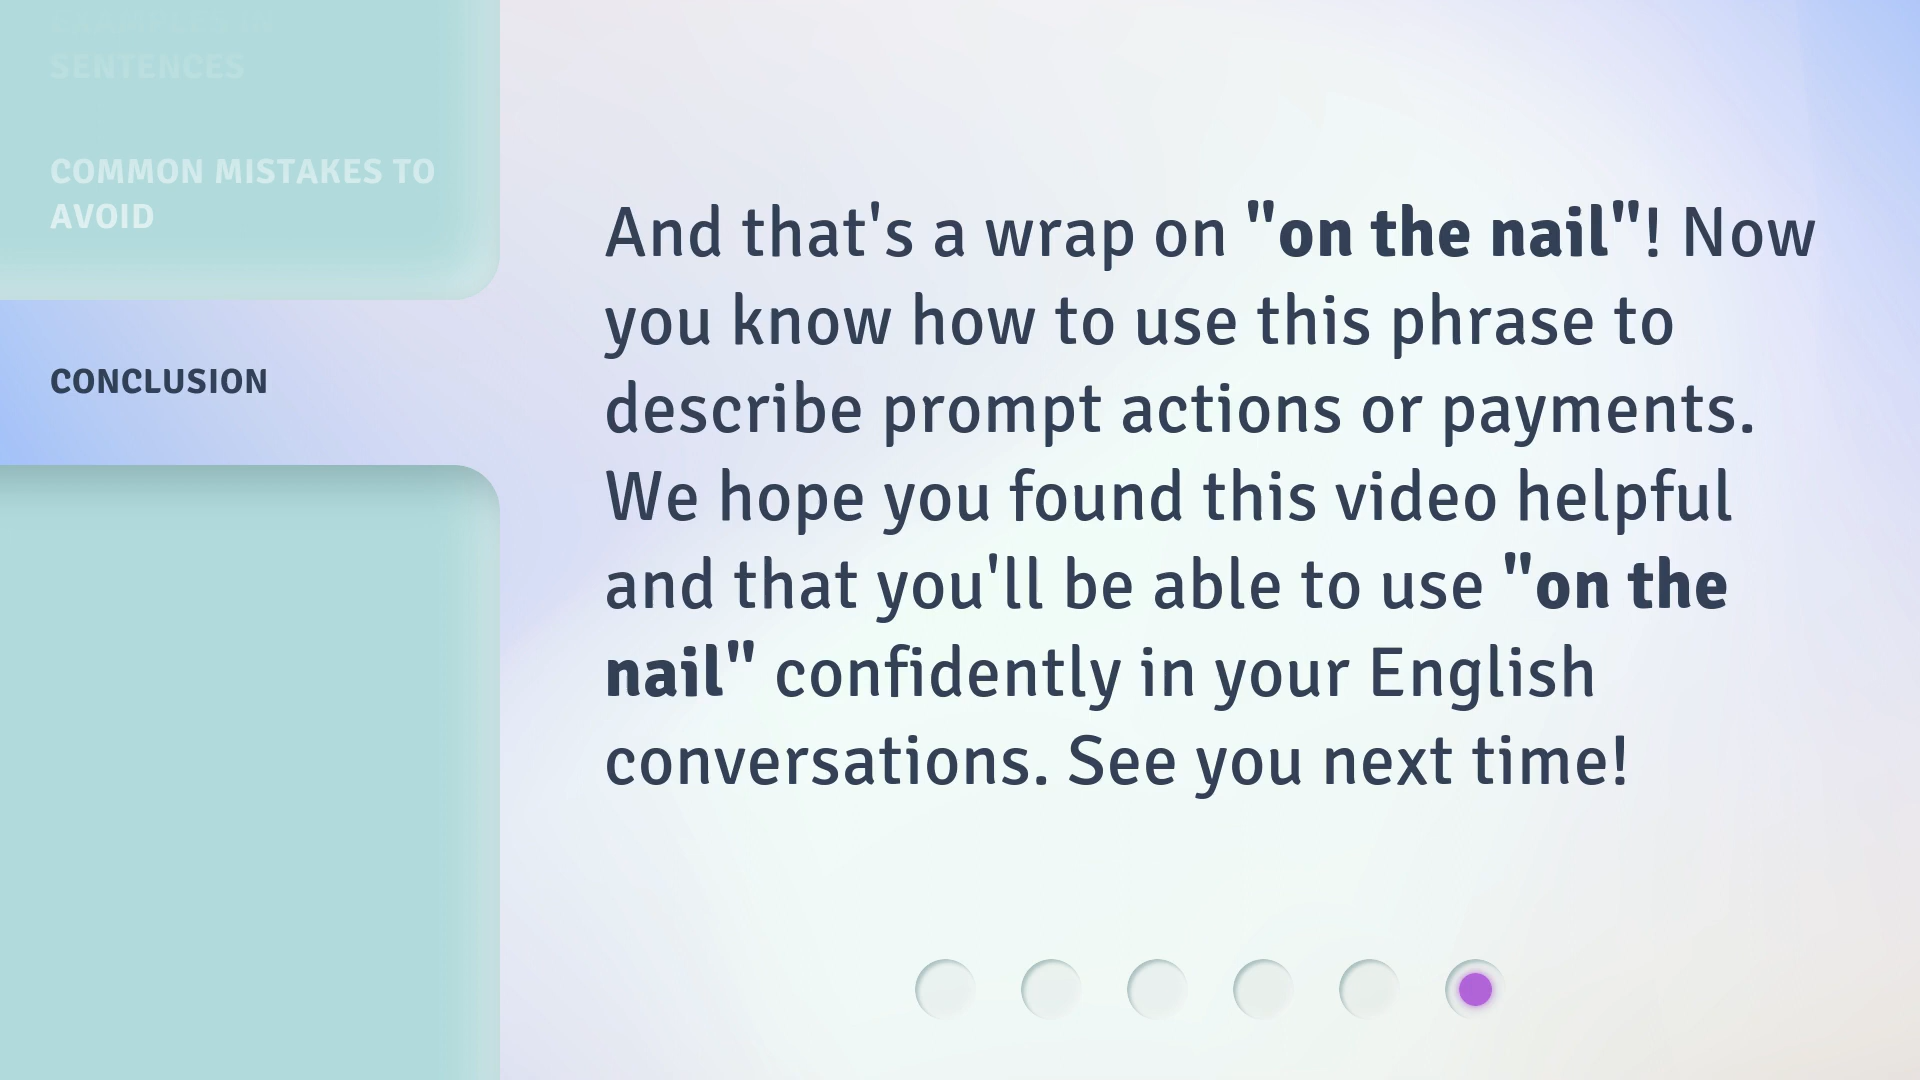 SENTENCES
COMMON MISTAKES TO
AVOID
CONCLUSION
And that's a wrap on "on the nail"! Now
you know how to use this phrase to
describe prompt actions or payments.
We hope you found this video helpful
and that you'll be able to use "on the
nail" confidently in your English
conversations. See you next time!